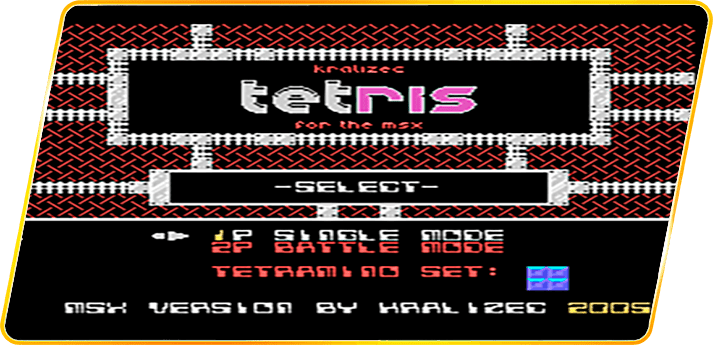 kralizec
tetris
for the msx
-SELECT-
1P SINGLE MODE
2P BATTLE MODE
TETRAMINO SET:
MSX VERSION BY KRALIZEC 2005